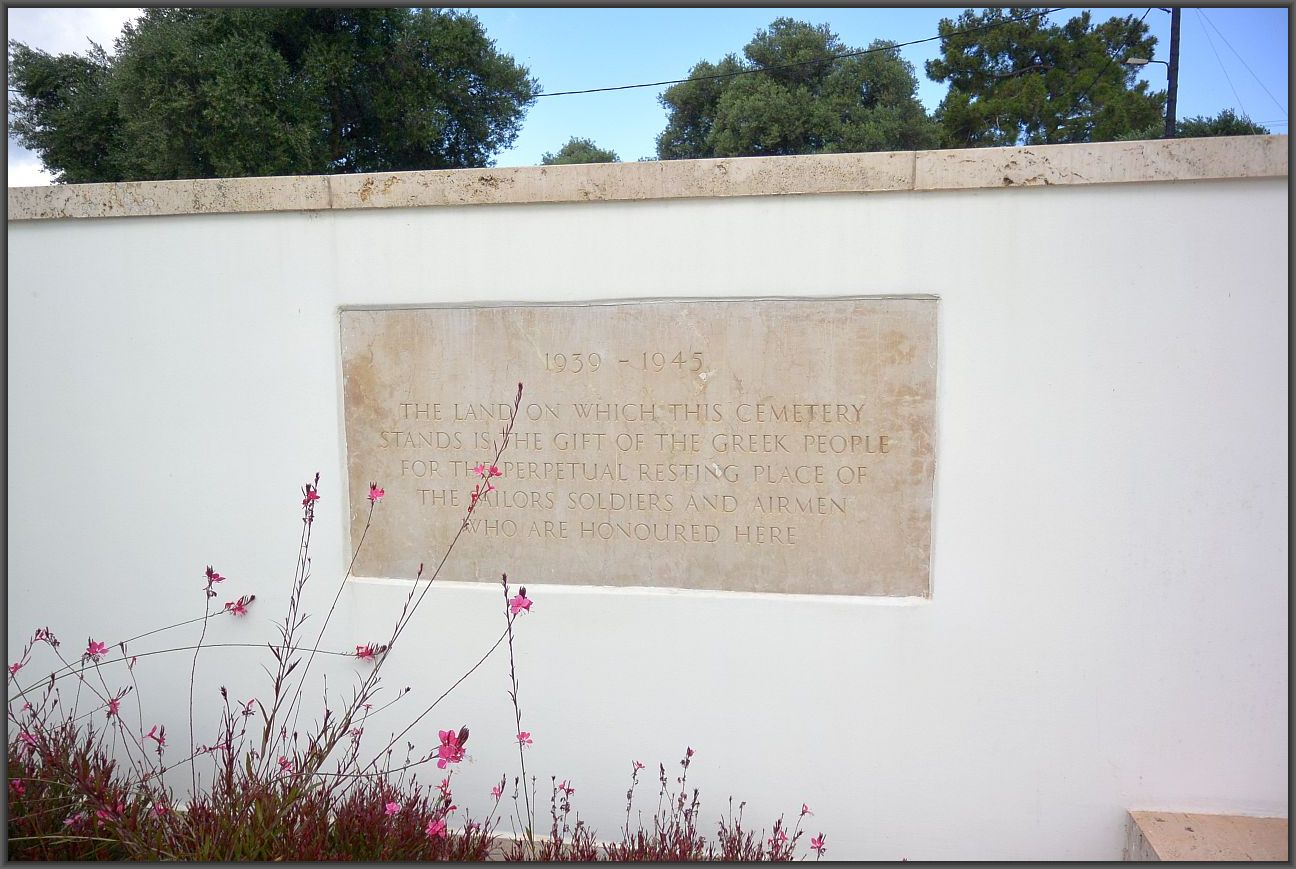 1939 - 1945
THE LAND ON WHICH THIS CEMETERY
STANDS IS THE GIFT OF THE GREEK PEOPLE
FOR THE PERPETUAL RESTING PLACE OF
THE SAILORS SOLDIERS AND AIRMEN
WHO ARE HONOURED HERE